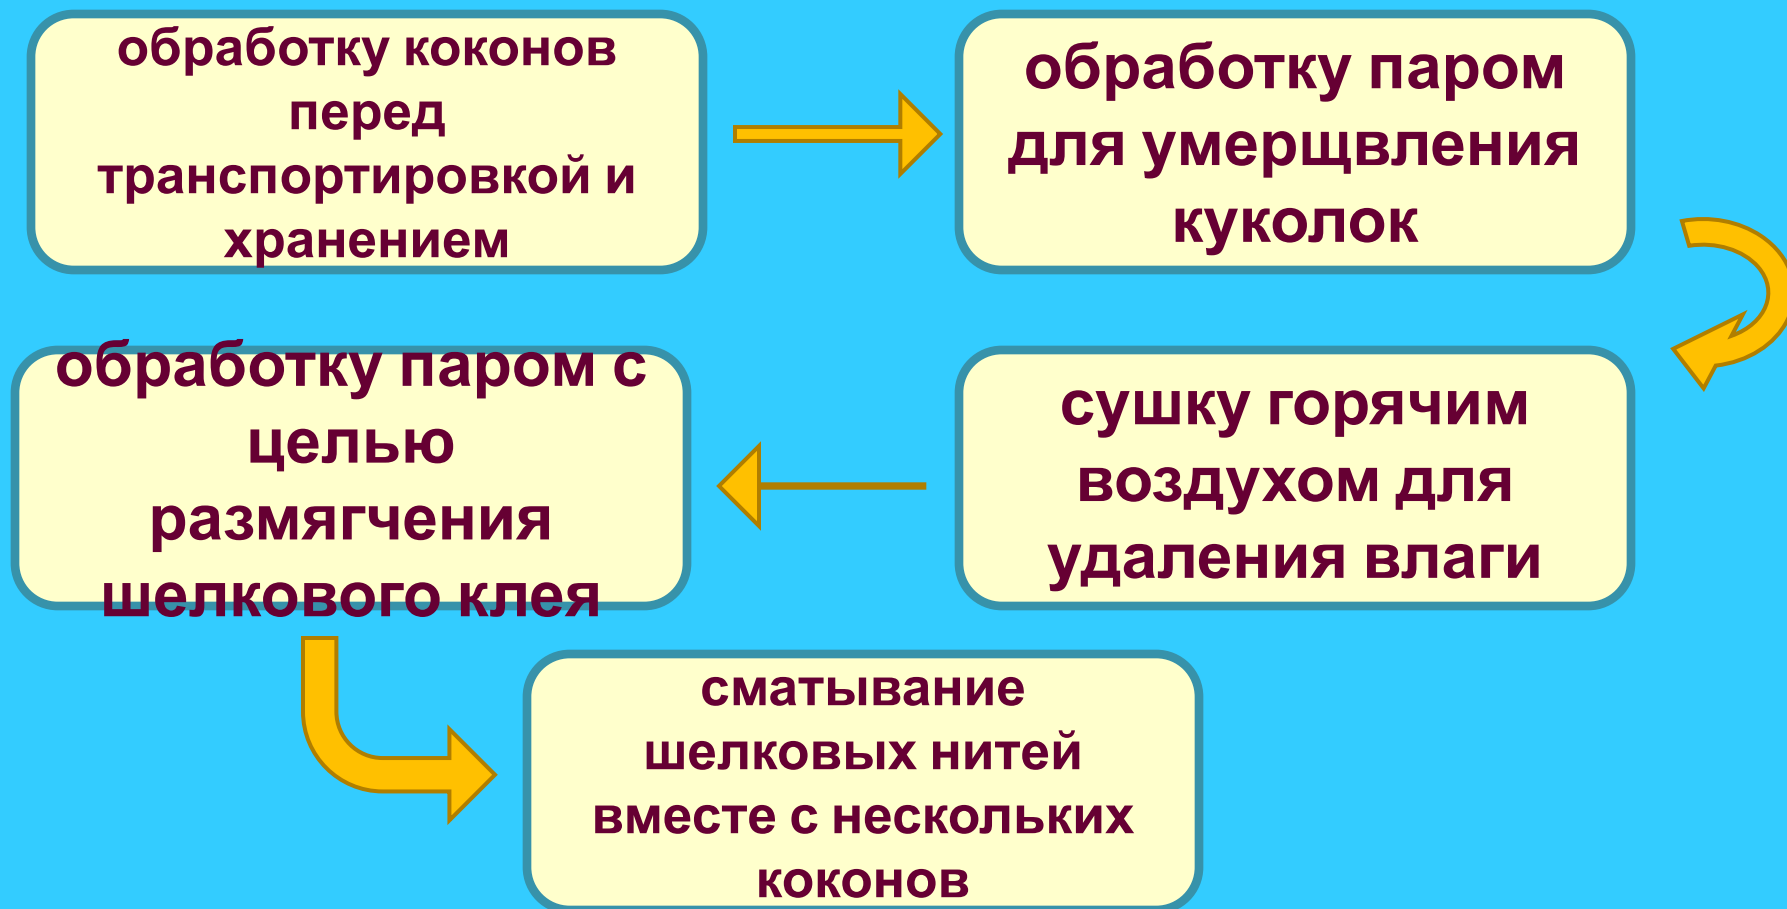 обработку коконов
перед
транспортировкой и
хранением
обработку паром
для умерщвления
куколок
сушку горячим
воздухом для
удаления влаги
обработку паром с
целью
размягчения
шелкового клея
сматывание
шелковых нитей
вместе с нескольких
коконов